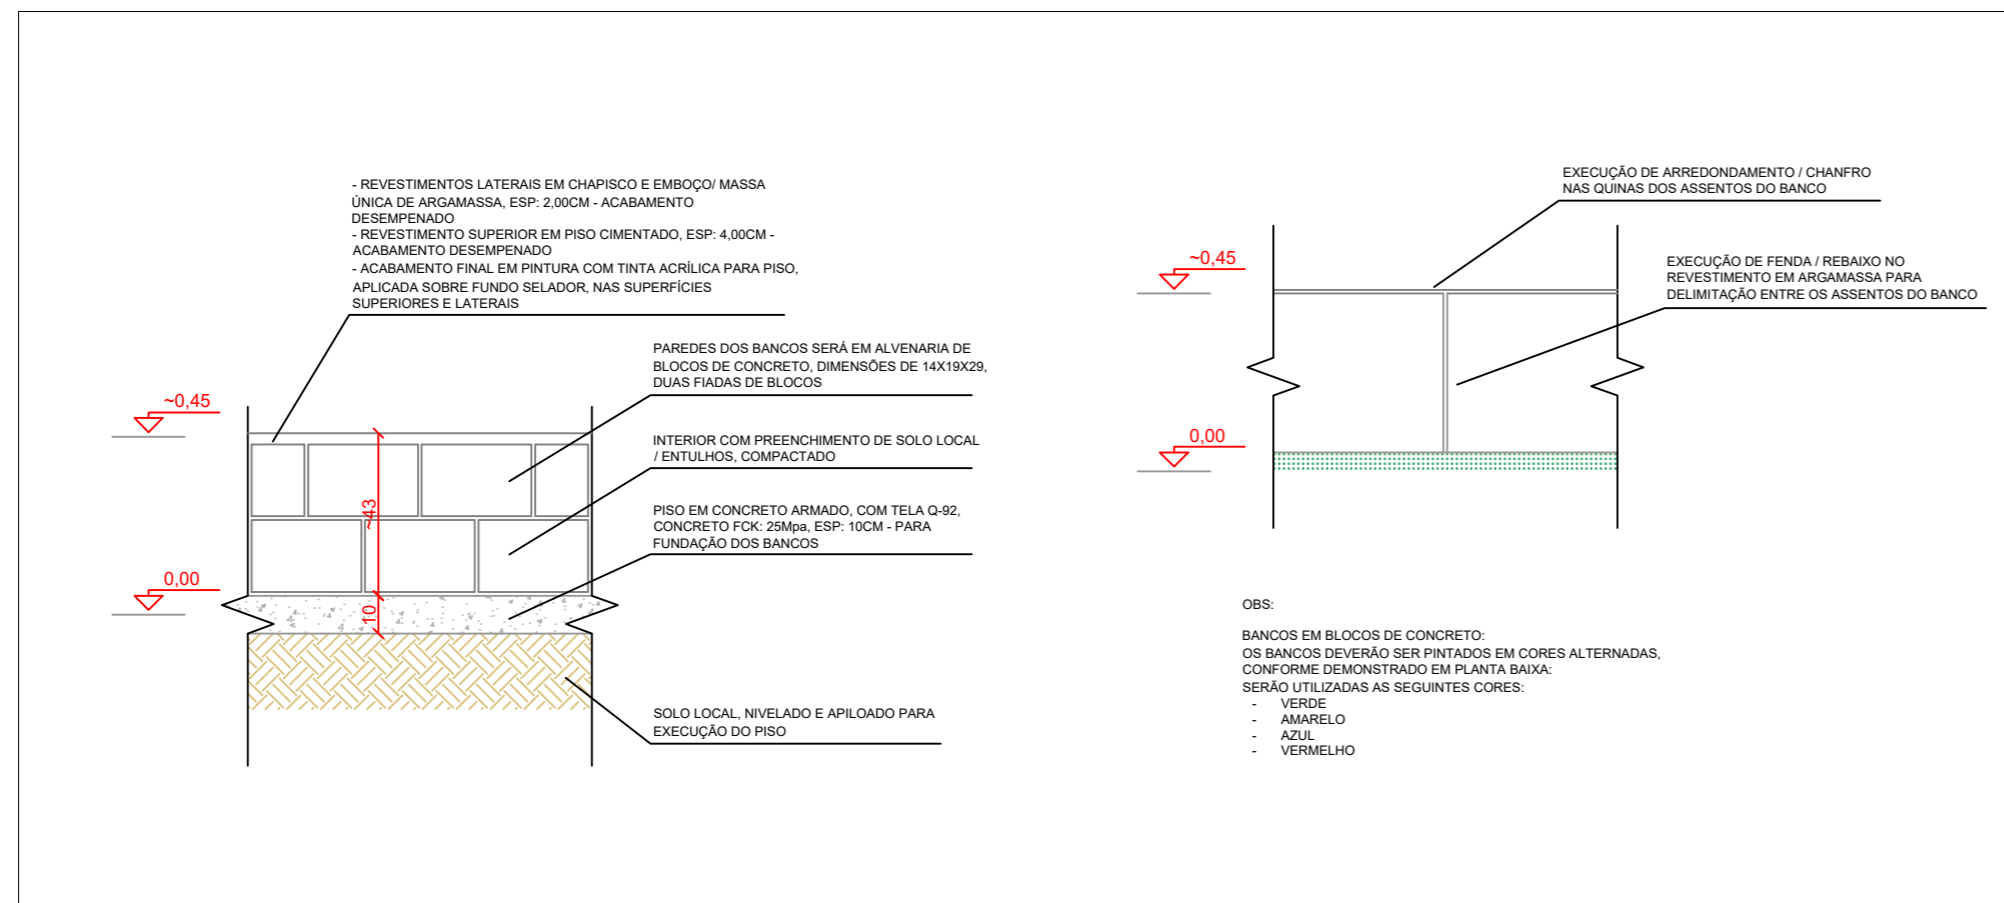 - REVESTIMENTOS LATERAIS EM CHAPISCO E EMBOÇO/ MASSA
ÚNICA DE ARGAMASSA, ESP: 2,00CM - ACABAMENTO
DESEMPENADO
- REVESTIMENTO SUPERIOR EM PISO CIMENTADO, ESP: 4,00CM -
ACABAMENTO DESEMPENADO
- ACABAMENTO FINAL EM PINTURA COM TINTA ACRÍLICA PARA PISO,
APLICADA SOBRE FUNDO SELADOR, NAS SUPERFÍCIES
SUPERIORES E LATERAIS
PAREDES DOS BANCOS SERÁ EM ALVENARIA DE
BLOCOS DE CONCRETO, DIMENSÕES DE 14X19X29,
DUAS FIADAS DE BLOCOS
INTERIOR COM PREENCHIMENTO DE SOLO LOCAL
/ ENTULHOS, COMPACTADO
PISO EM CONCRETO ARMADO, COM TELA Q-92,
CONCRETO FCK: 25Mpa, ESP: 10CM - PARA
FUNDAÇÃO DOS BANCOS
SOLO LOCAL, NIVELADO E APILOADO PARA
EXECUÇÃO DO PISO
~0,45
0,00
~43
10
EXECUÇÃO DE ARREDONDAMENTO / CHANFRO
NAS QUINAS DOS ASSENTOS DO BANCO
EXECUÇÃO DE FENDA / REBAIXO NO
REVESTIMENTO EM ARGAMASSA PARA
DELIMITAÇÃO ENTRE OS ASSENTOS DO BANCO
~0,45
0,00
OBS:
BANCOS EM BLOCOS DE CONCRETO:
OS BANCOS DEVERÃO SER PINTADOS EM CORES ALTERNADAS,
CONFORME DEMONSTRADO EM PLANTA BAIXA:
SERÃO UTILIZADAS AS SEGUINTES CORES:
- VERDE
- AMARELO
- AZUL
- VERMELHO